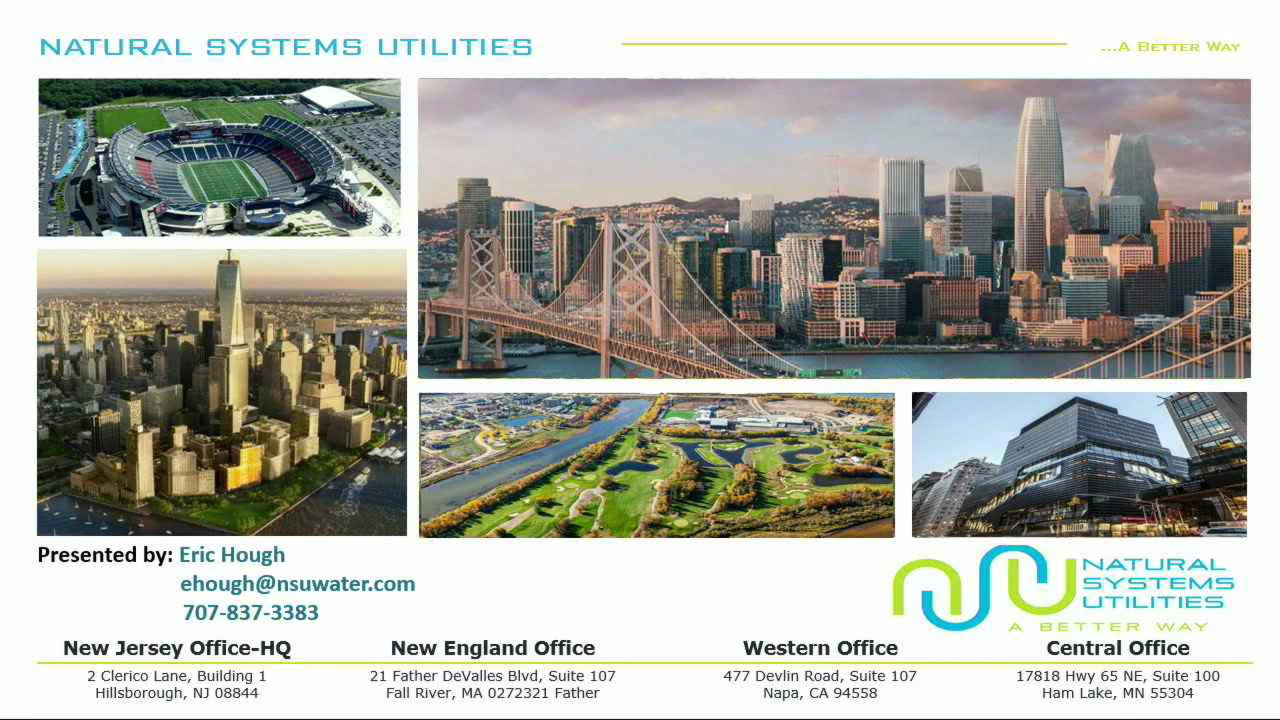 NATURAL SYSTEMS UTILITIES
...A BETTER WAY
Presented by: Eric Hough
ehough@nsuwater.com
707-837-3383
NSU
NATURAL
SYSTEMS
UTILITIES
A BETTER WAY
New Jersey Office-HQ
2 Clerico Lane, Building 1
Hillsborough, NJ 08844
New England Office
21 Father DeValles Blvd, Suite 107
Fall River, MA 0272321 Father
Western Office
477 Devlin Road, Suite 107
Napa, CA 94558
Central Office
17818 Hwy 65 NE, Suite 100
Ham Lake, MN 55304